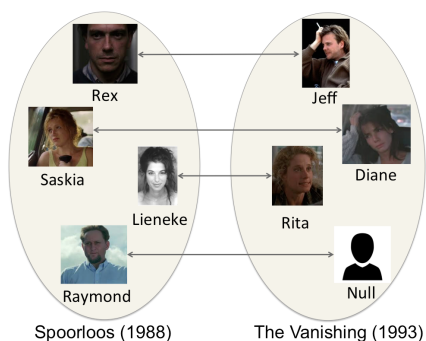 Rex
Jeff
Saskia
Diane
Lieneke
Rita
Raymond
Null
Spoorloos (1988)
The Vanishing (1993)